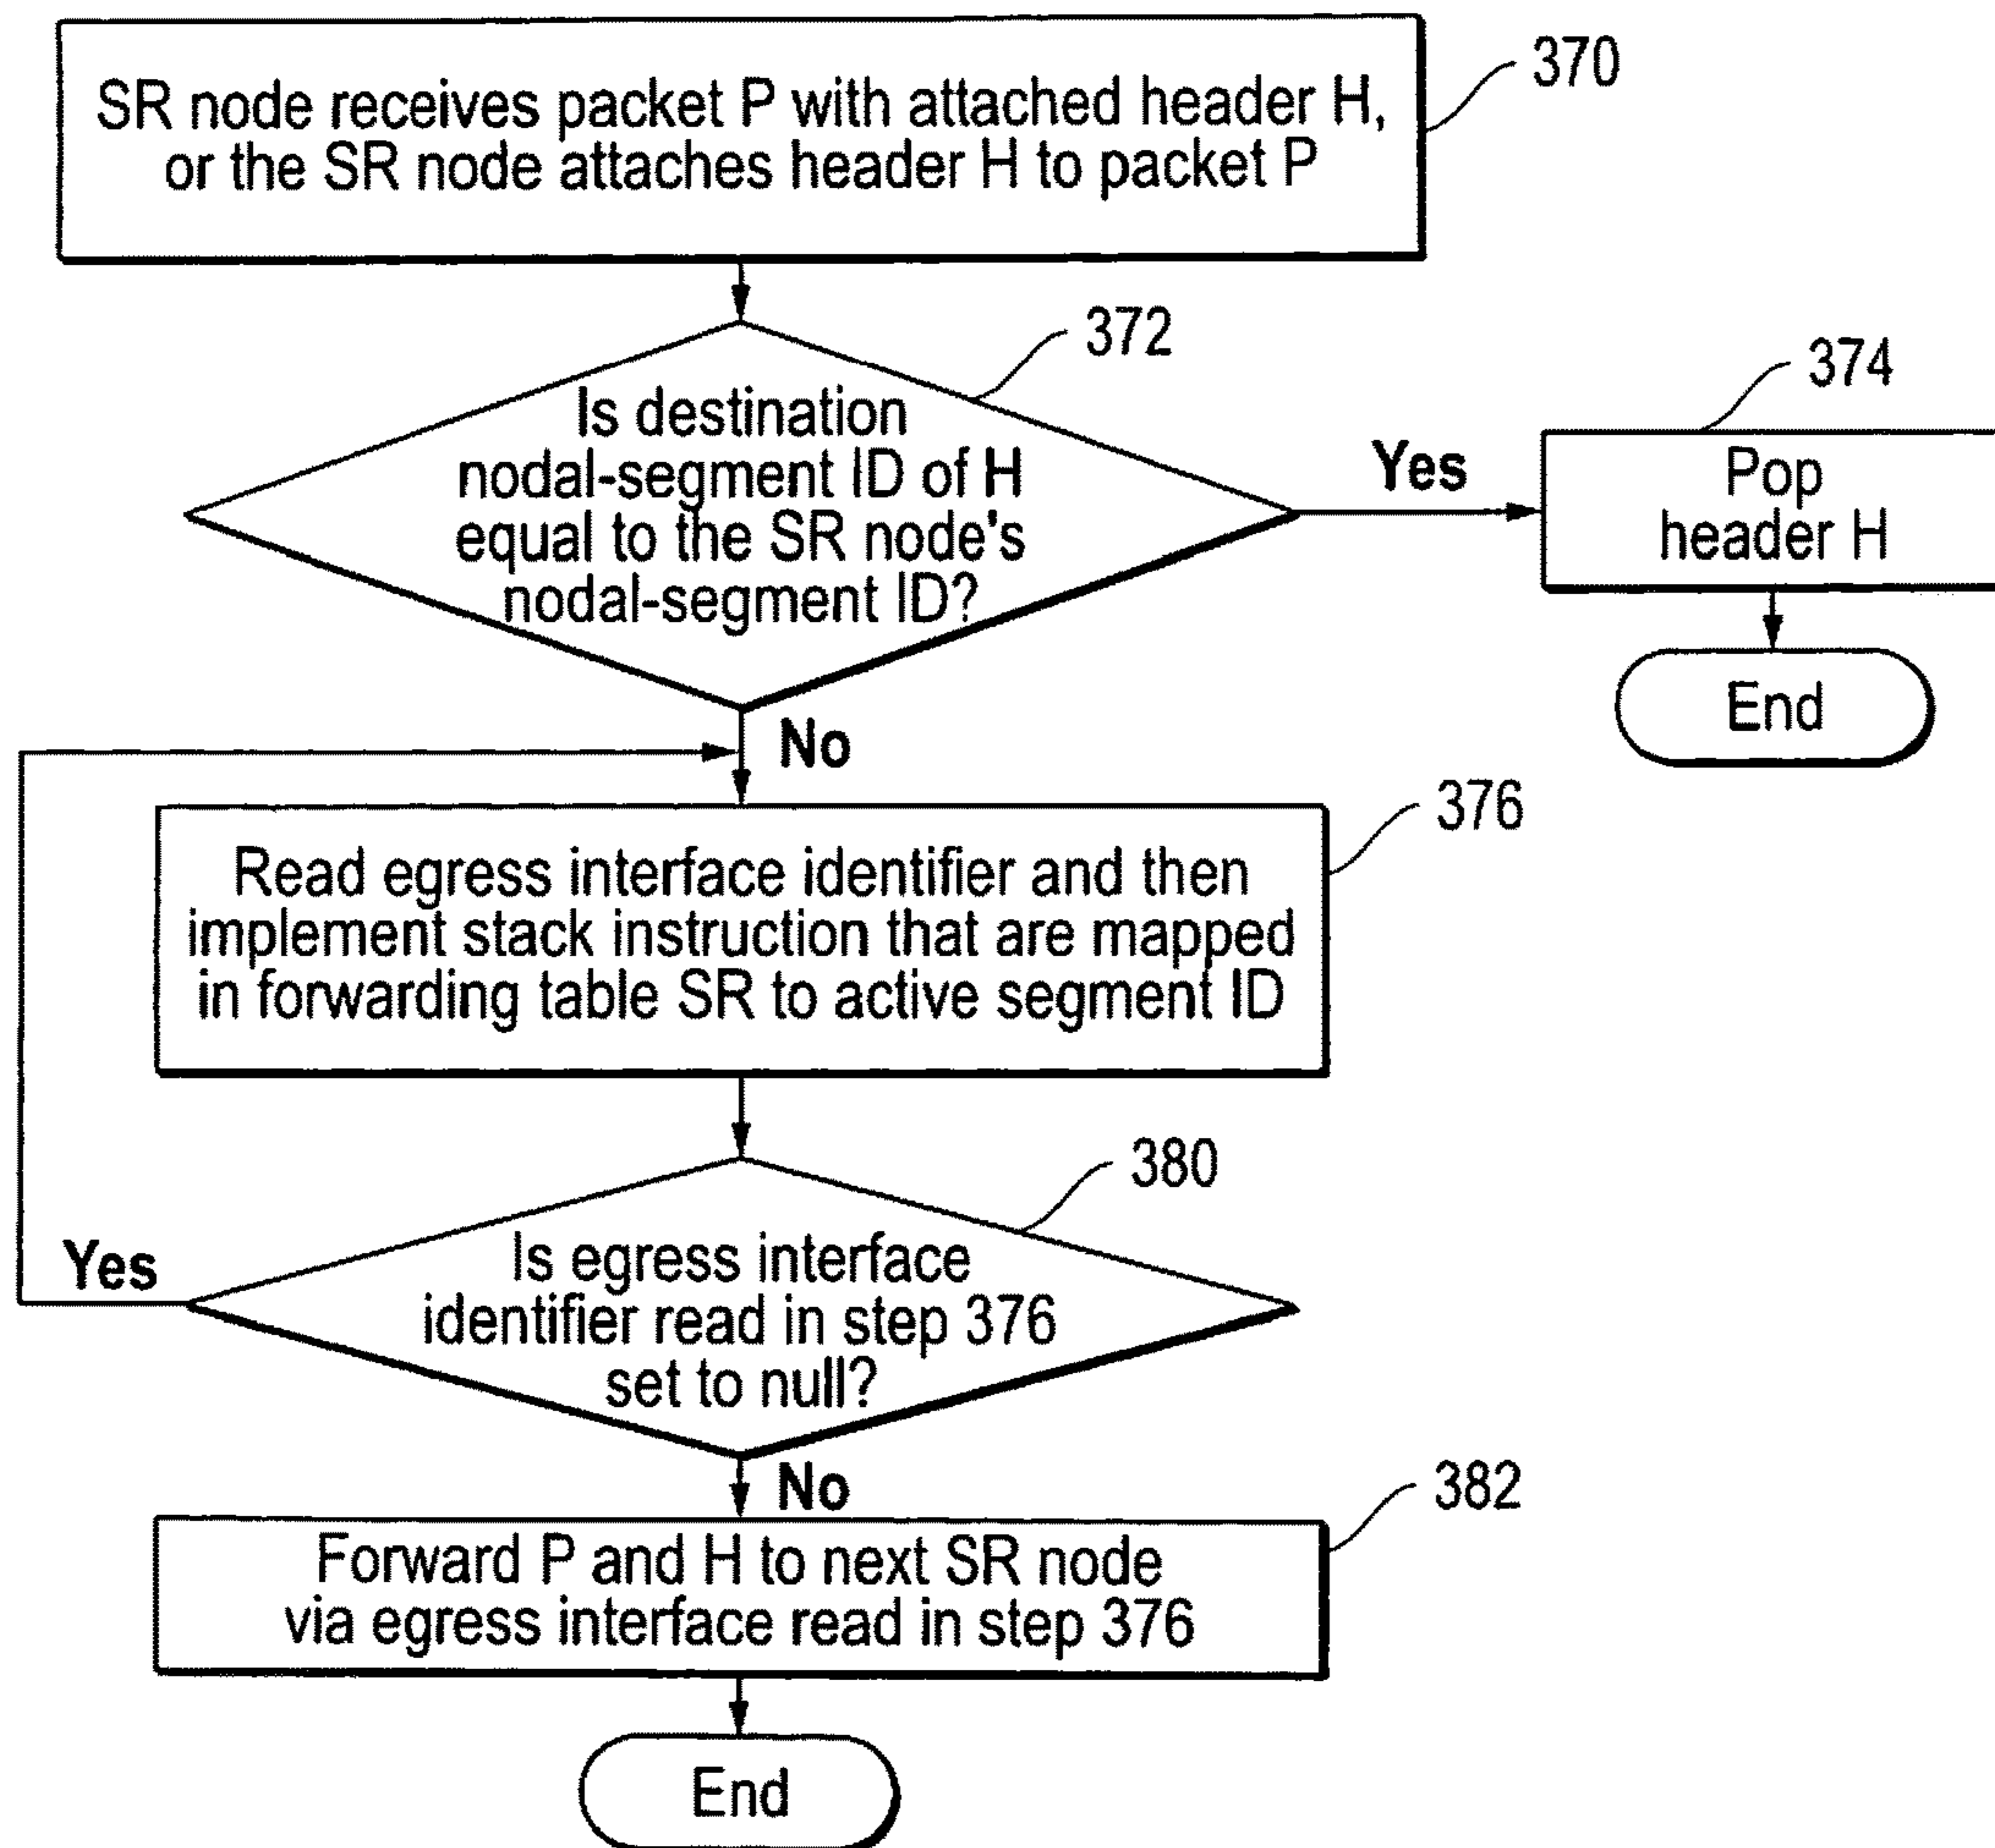 SR node receives packet P with attached header H,
or the SR node attaches header H to packet P
370
372
Is destination
nodal-segment ID of H
equal to the SR node's
nodal-segment ID?
Yes
374
Pop
header H
End
No
376
Read egress interface identifier and then
implement stack instruction that are mapped
in forwarding table SR to active segment ID
380
Is egress interface
identifier read in step 376
set to null?
Yes
No
382
Forward P and H to next SR node
via egress interface read in step 376
End